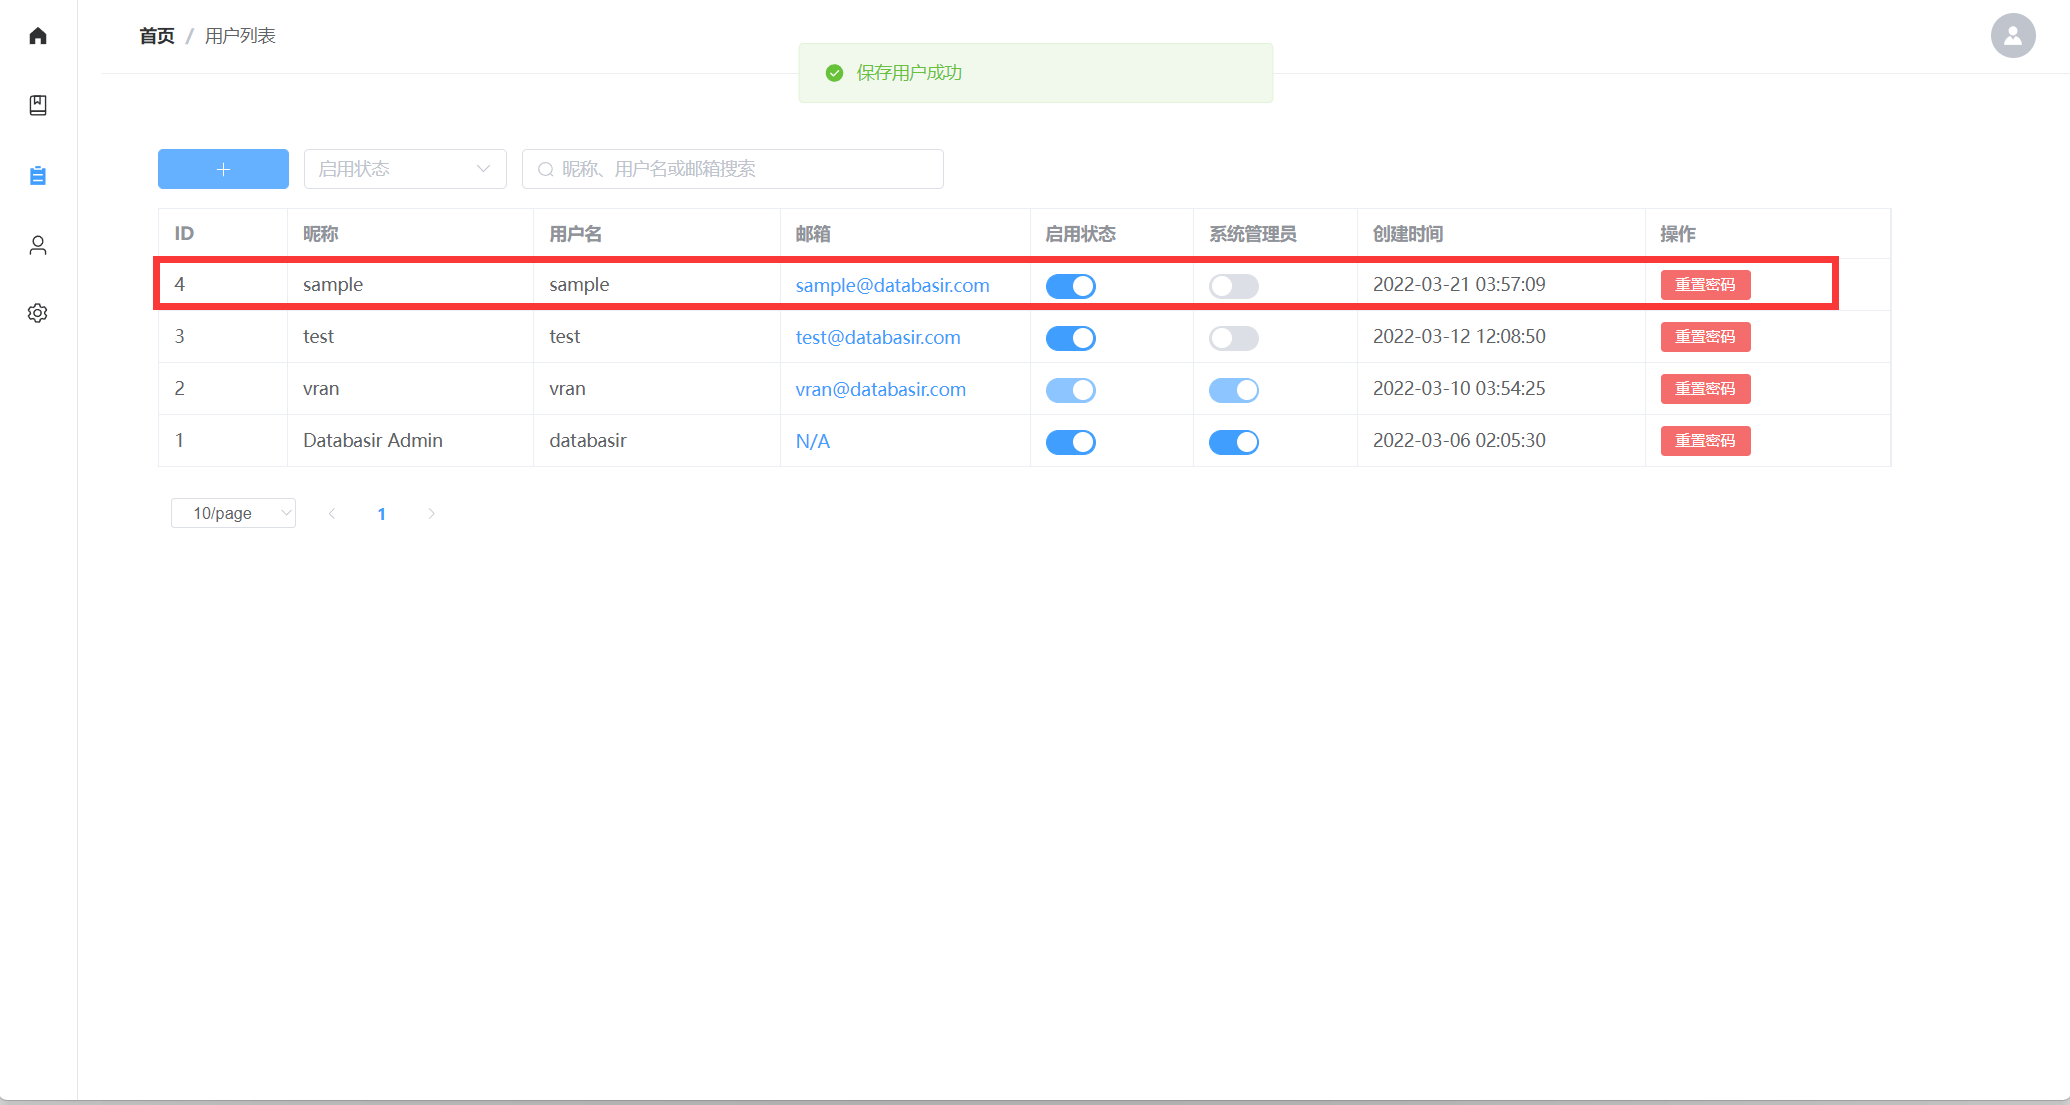 首页 / 用户列表
保存用户成功
启用状态
昵称、用户名或邮箱搜索
ID 昵称 用户名 邮箱 启用状态 系统管理员 创建时间 操作
4 sample sample sample@databasir.com 2022-03-21 03:57:09 重置密码
3 test test test@databasir.com 2022-03-12 12:08:50 重置密码
2 vran vran vran@databasir.com 2022-03-10 03:54:25 重置密码
1 Databasir Admin databasir N/A 2022-03-06 02:05:30 重置密码
10/page 1